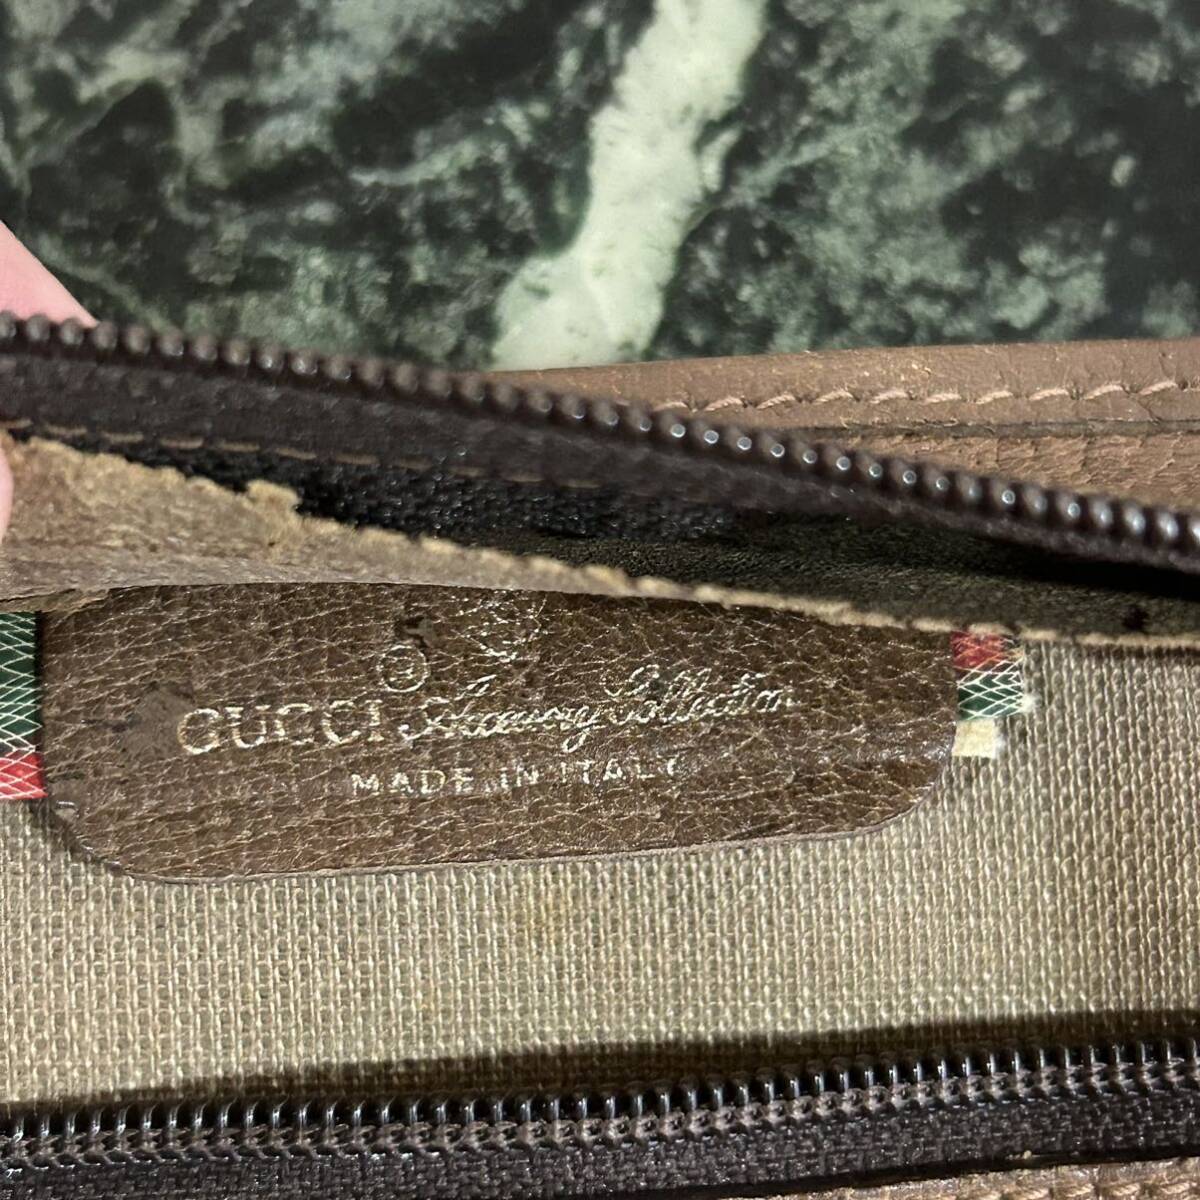 ®
GUCCI Accessory Collection
MADE IN ITALY